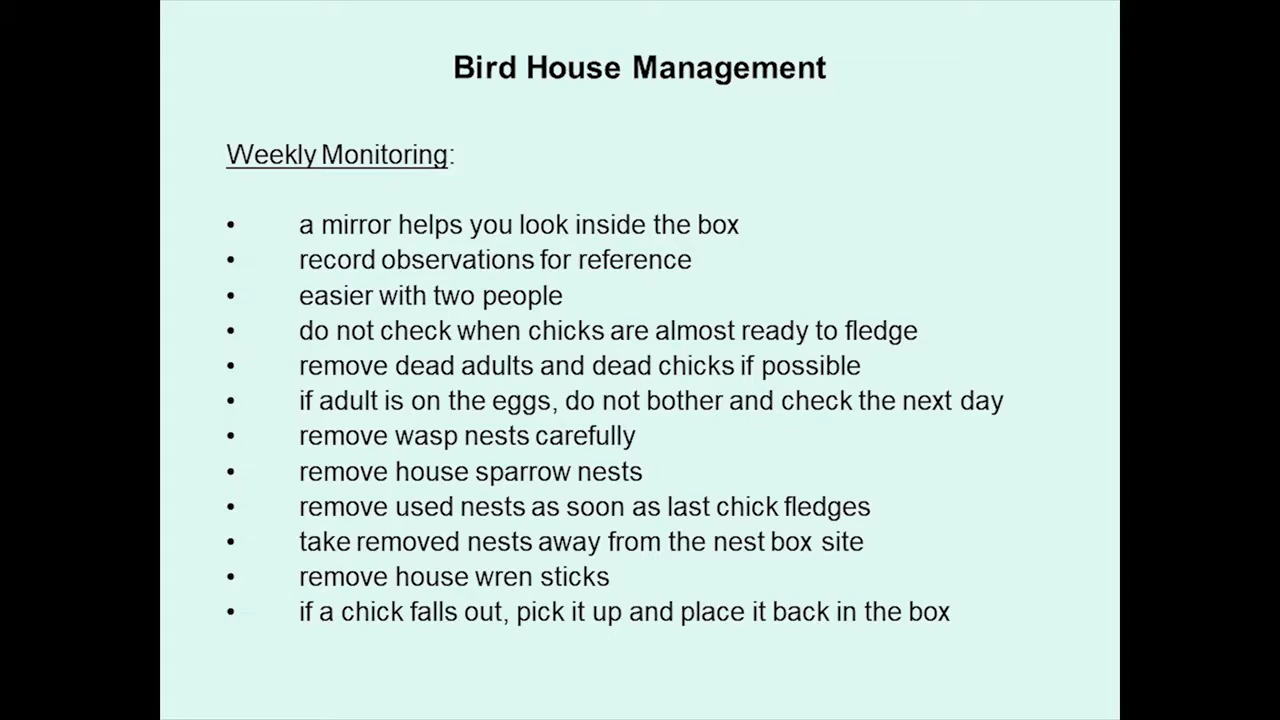 Bird House Management
Weekly Monitoring:
• a mirror helps you look inside the box
• record observations for reference
• easier with two people
• do not check when chicks are almost ready to fledge
• remove dead adults and dead chicks if possible
• if adult is on the eggs, do not bother and check the next day
• remove wasp nests carefully
• remove house sparrow nests
• remove used nests as soon as last chick fledges
• take removed nests away from the nest box site
• remove house wren sticks
• if a chick falls out, pick it up and place it back in the box